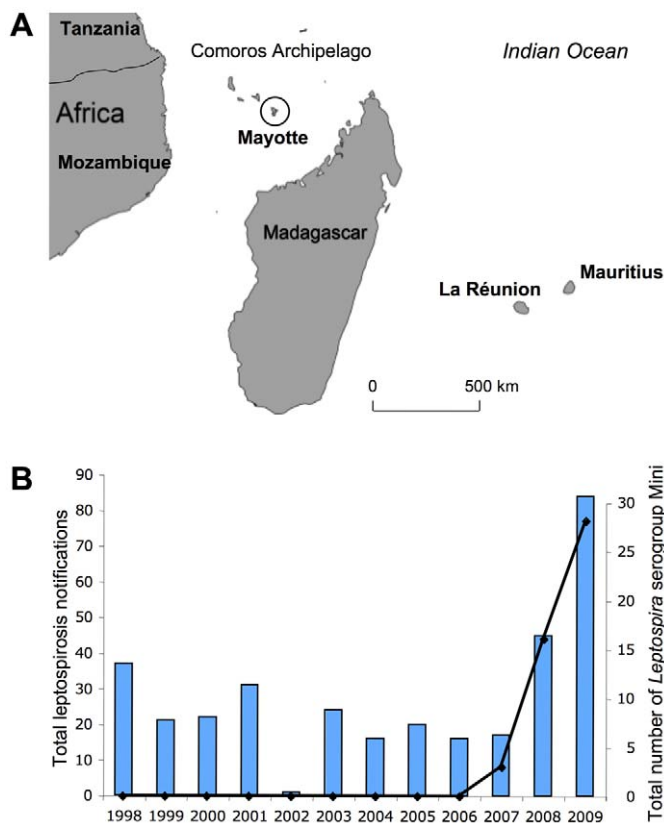 A
Tanzania
Comoros Archipelago
Indian Ocean
Africa
Mayotte
Mozambique
Madagascar
Mauritius
La Réunion
0 500 km
B
Total leptospirosis notifications
90
80
70
60
50
40
30
20
10
0
30
25
20
15
10
5
0
Total number of Leptospira serogroup Mini
1998 1999 2000 2001 2002 2003 2004 2005 2006 2007 2008 2009